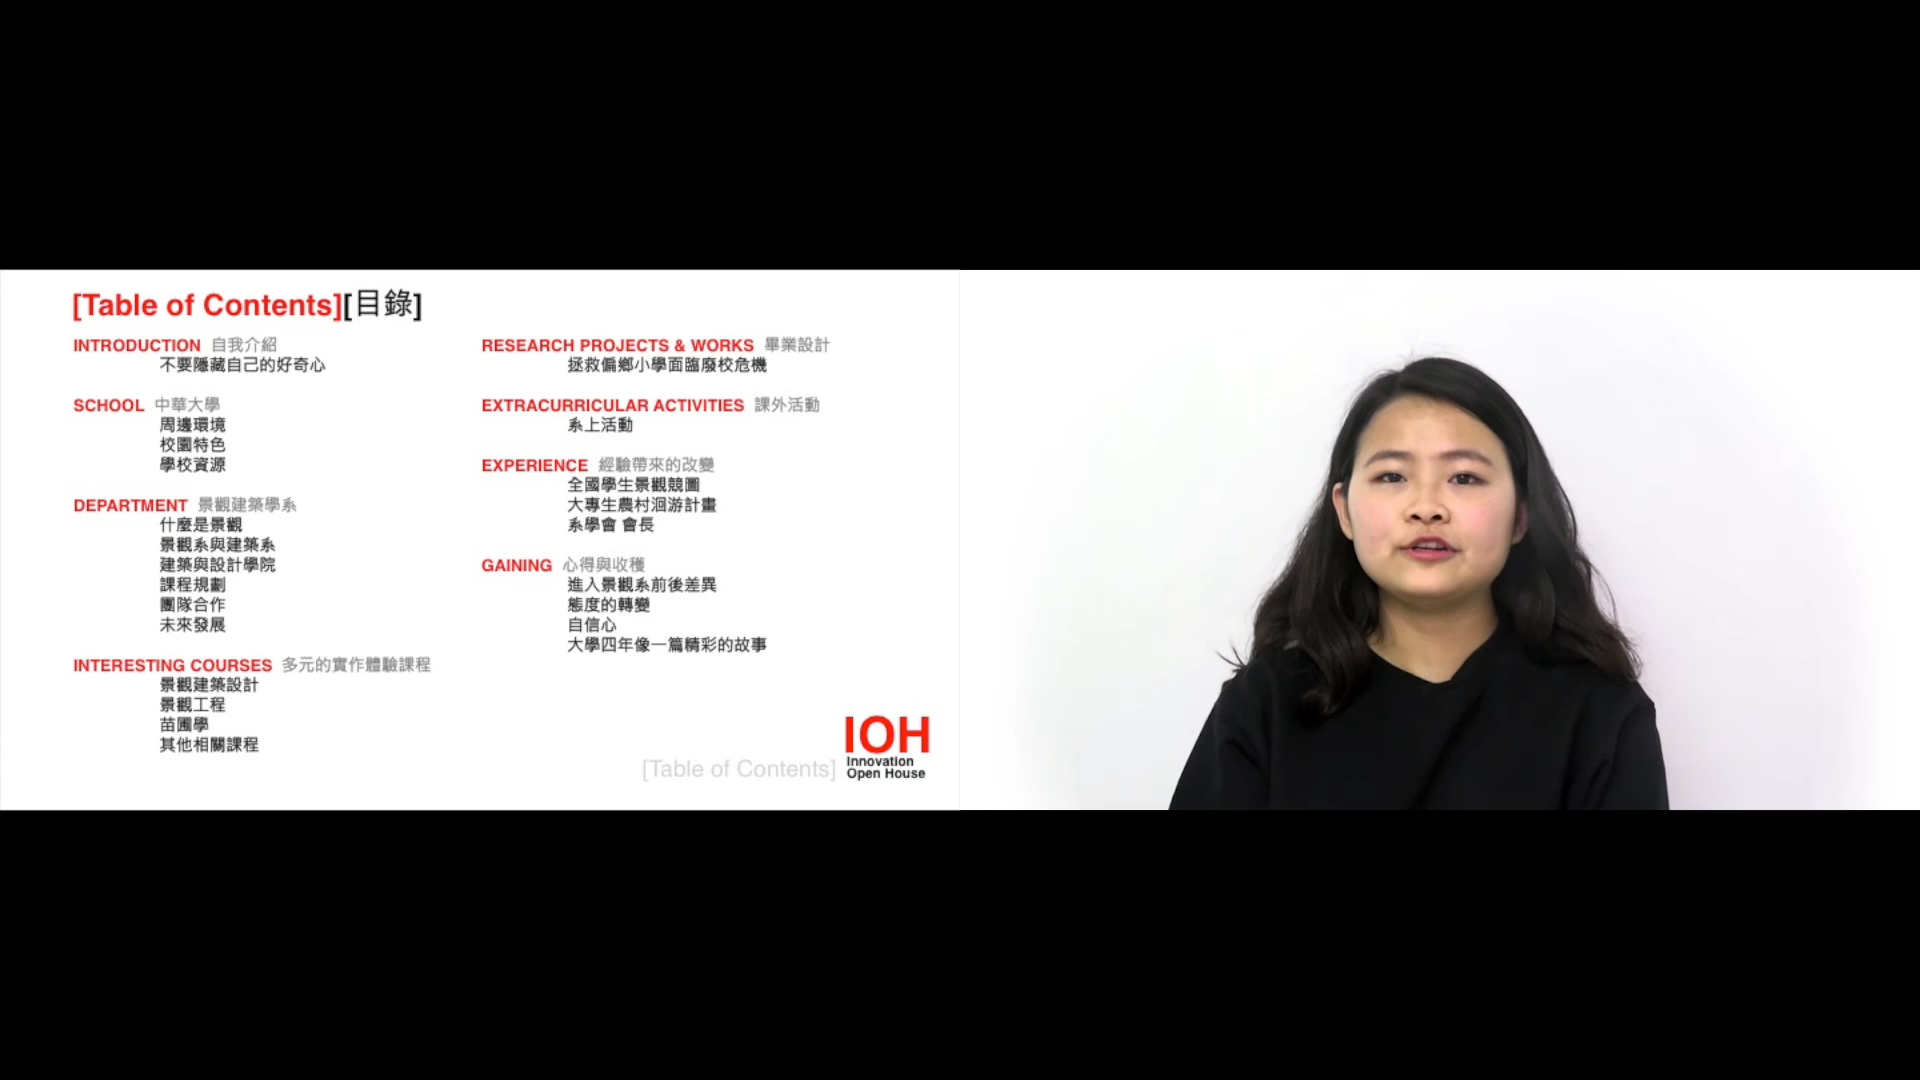 [Table of Contents][目錄]
INTRODUCTION 自我介紹
不要隱藏自己的好奇心
SCHOOL 中華大學
周邊環境
校園特色
學校資源
DEPARTMENT 景觀建築學系
什麼是景觀
景觀系與建築系
建築與設計學院
課程規劃
團隊合作
未來發展
INTERESTING COURSES 多元的實作體驗課程
景觀建築設計
景觀工程
苗圃學
其他相關課程
RESEARCH PROJECTS & WORKS 畢業設計
拯救偏鄉小學面臨廢校危機
EXTRACURRICULAR ACTIVITIES 課外活動
系上活動
EXPERIENCE 經驗帶來的改變
全國學生景觀競圖
大專生農村洄游計畫
系學會 會長
GAINING 心得與收穫
進入景觀系前後差異
態度的轉變
自信心
大學四年像一篇精彩的故事
[Table of Contents]
IOH
Innovation
Open House